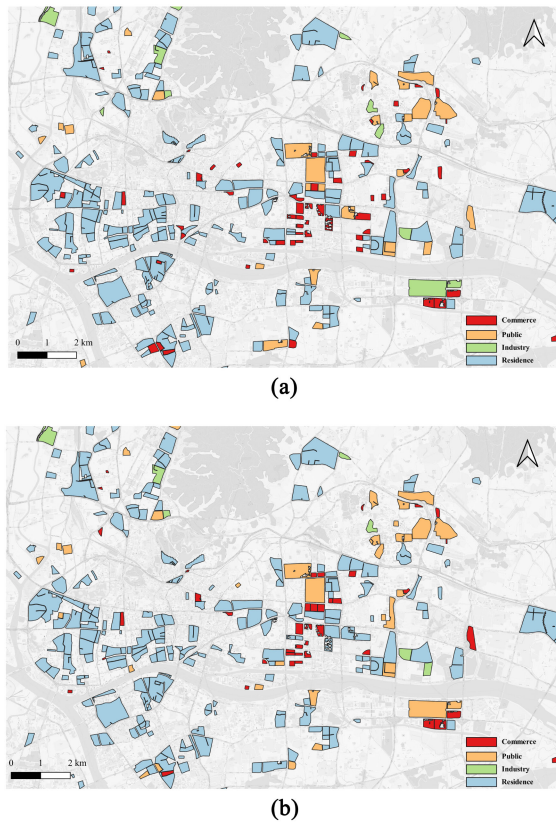 Commerce
Public
Industry
Residence
0 1 2 km
(a)
Commerce
Public
Industry
Residence
0 1 2 km
(b)